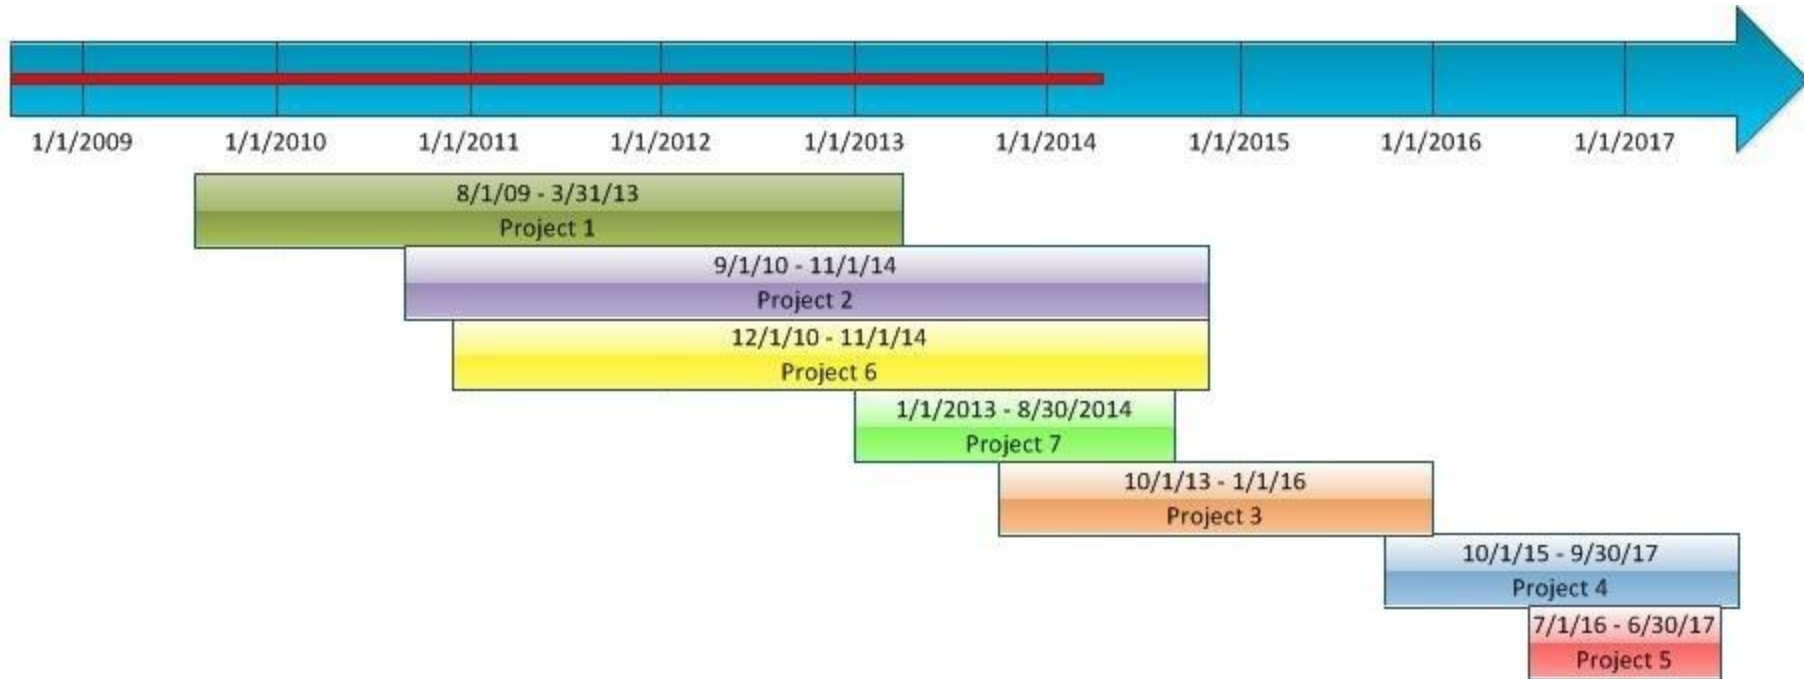 1/1/2009
1/1/2010
1/1/2011
1/1/2012
1/1/2013
1/1/2014
1/1/2015
1/1/2016
1/1/2017
8/1/09 - 3/31/13
Project 1
9/1/10 - 11/1/14
Project 2
12/1/10 - 11/1/14
Project 6
1/1/2013 - 8/30/2014
Project 7
10/1/13 - 1/1/16
Project 3
10/1/15 - 9/30/17
Project 4
7/1/16 - 6/30/17
Project 5